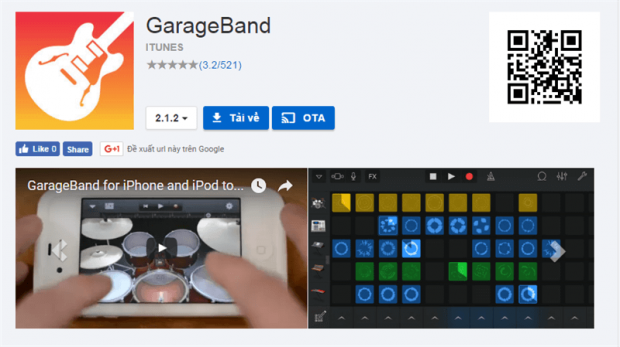 GarageBand
ITUNES
★★★★★(3.2/521)
2.1.2
Tải về
OTA
Like 0
Share
G+1
Đề xuất url này trên Google
GarageBand for iPhone and iPod to...
FX